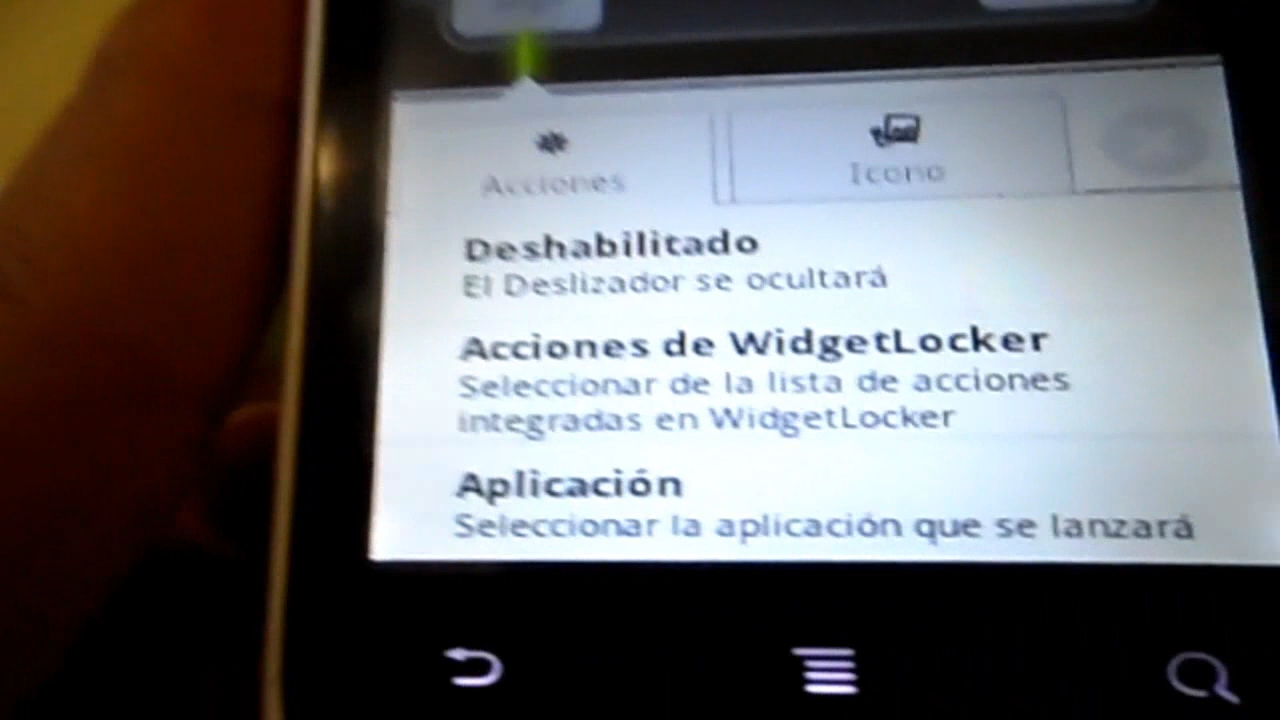 Acciones
Icono
Deshabilitado
El Deslizador se ocultará
Acciones de WidgetLocker
Seleccionar de la lista de acciones
integradas en WidgetLocker
Aplicación
Seleccionar la aplicación que se lanzará